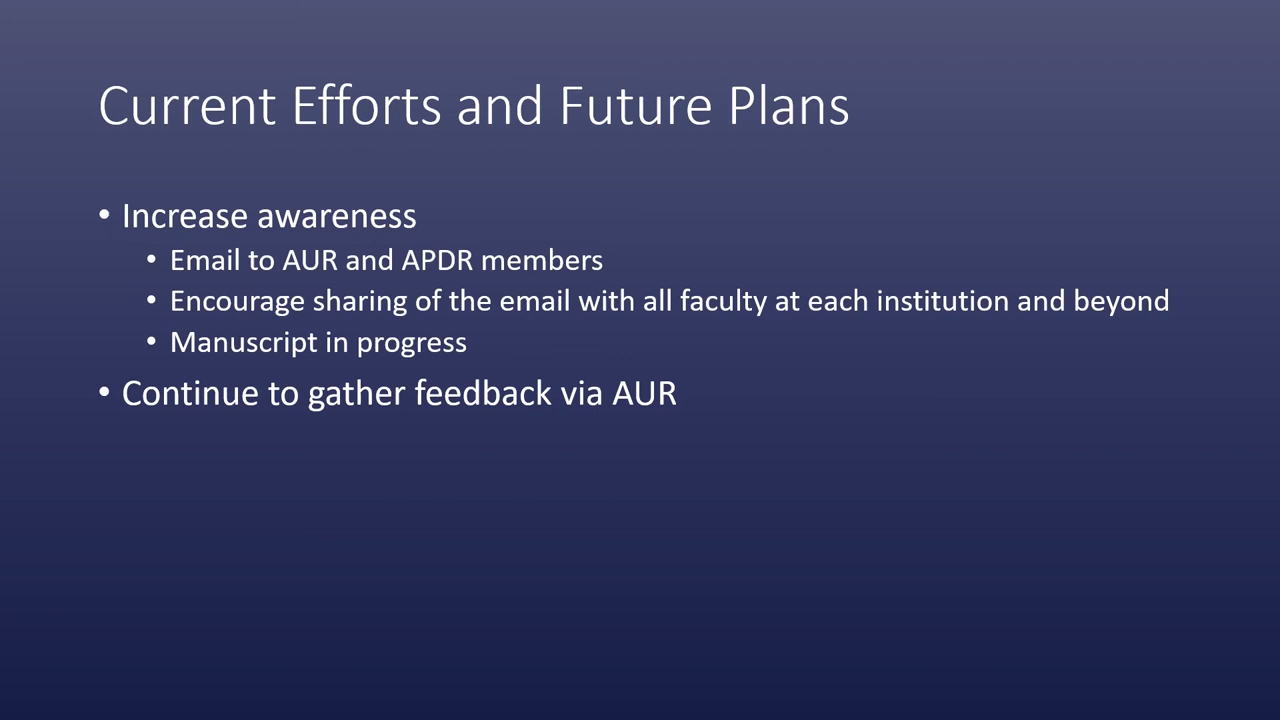 Current Efforts and Future Plans
• Increase awareness
• Email to AUR and APDR members
• Encourage sharing of the email with all faculty at each institution and beyond
• Manuscript in progress
• Continue to gather feedback via AUR